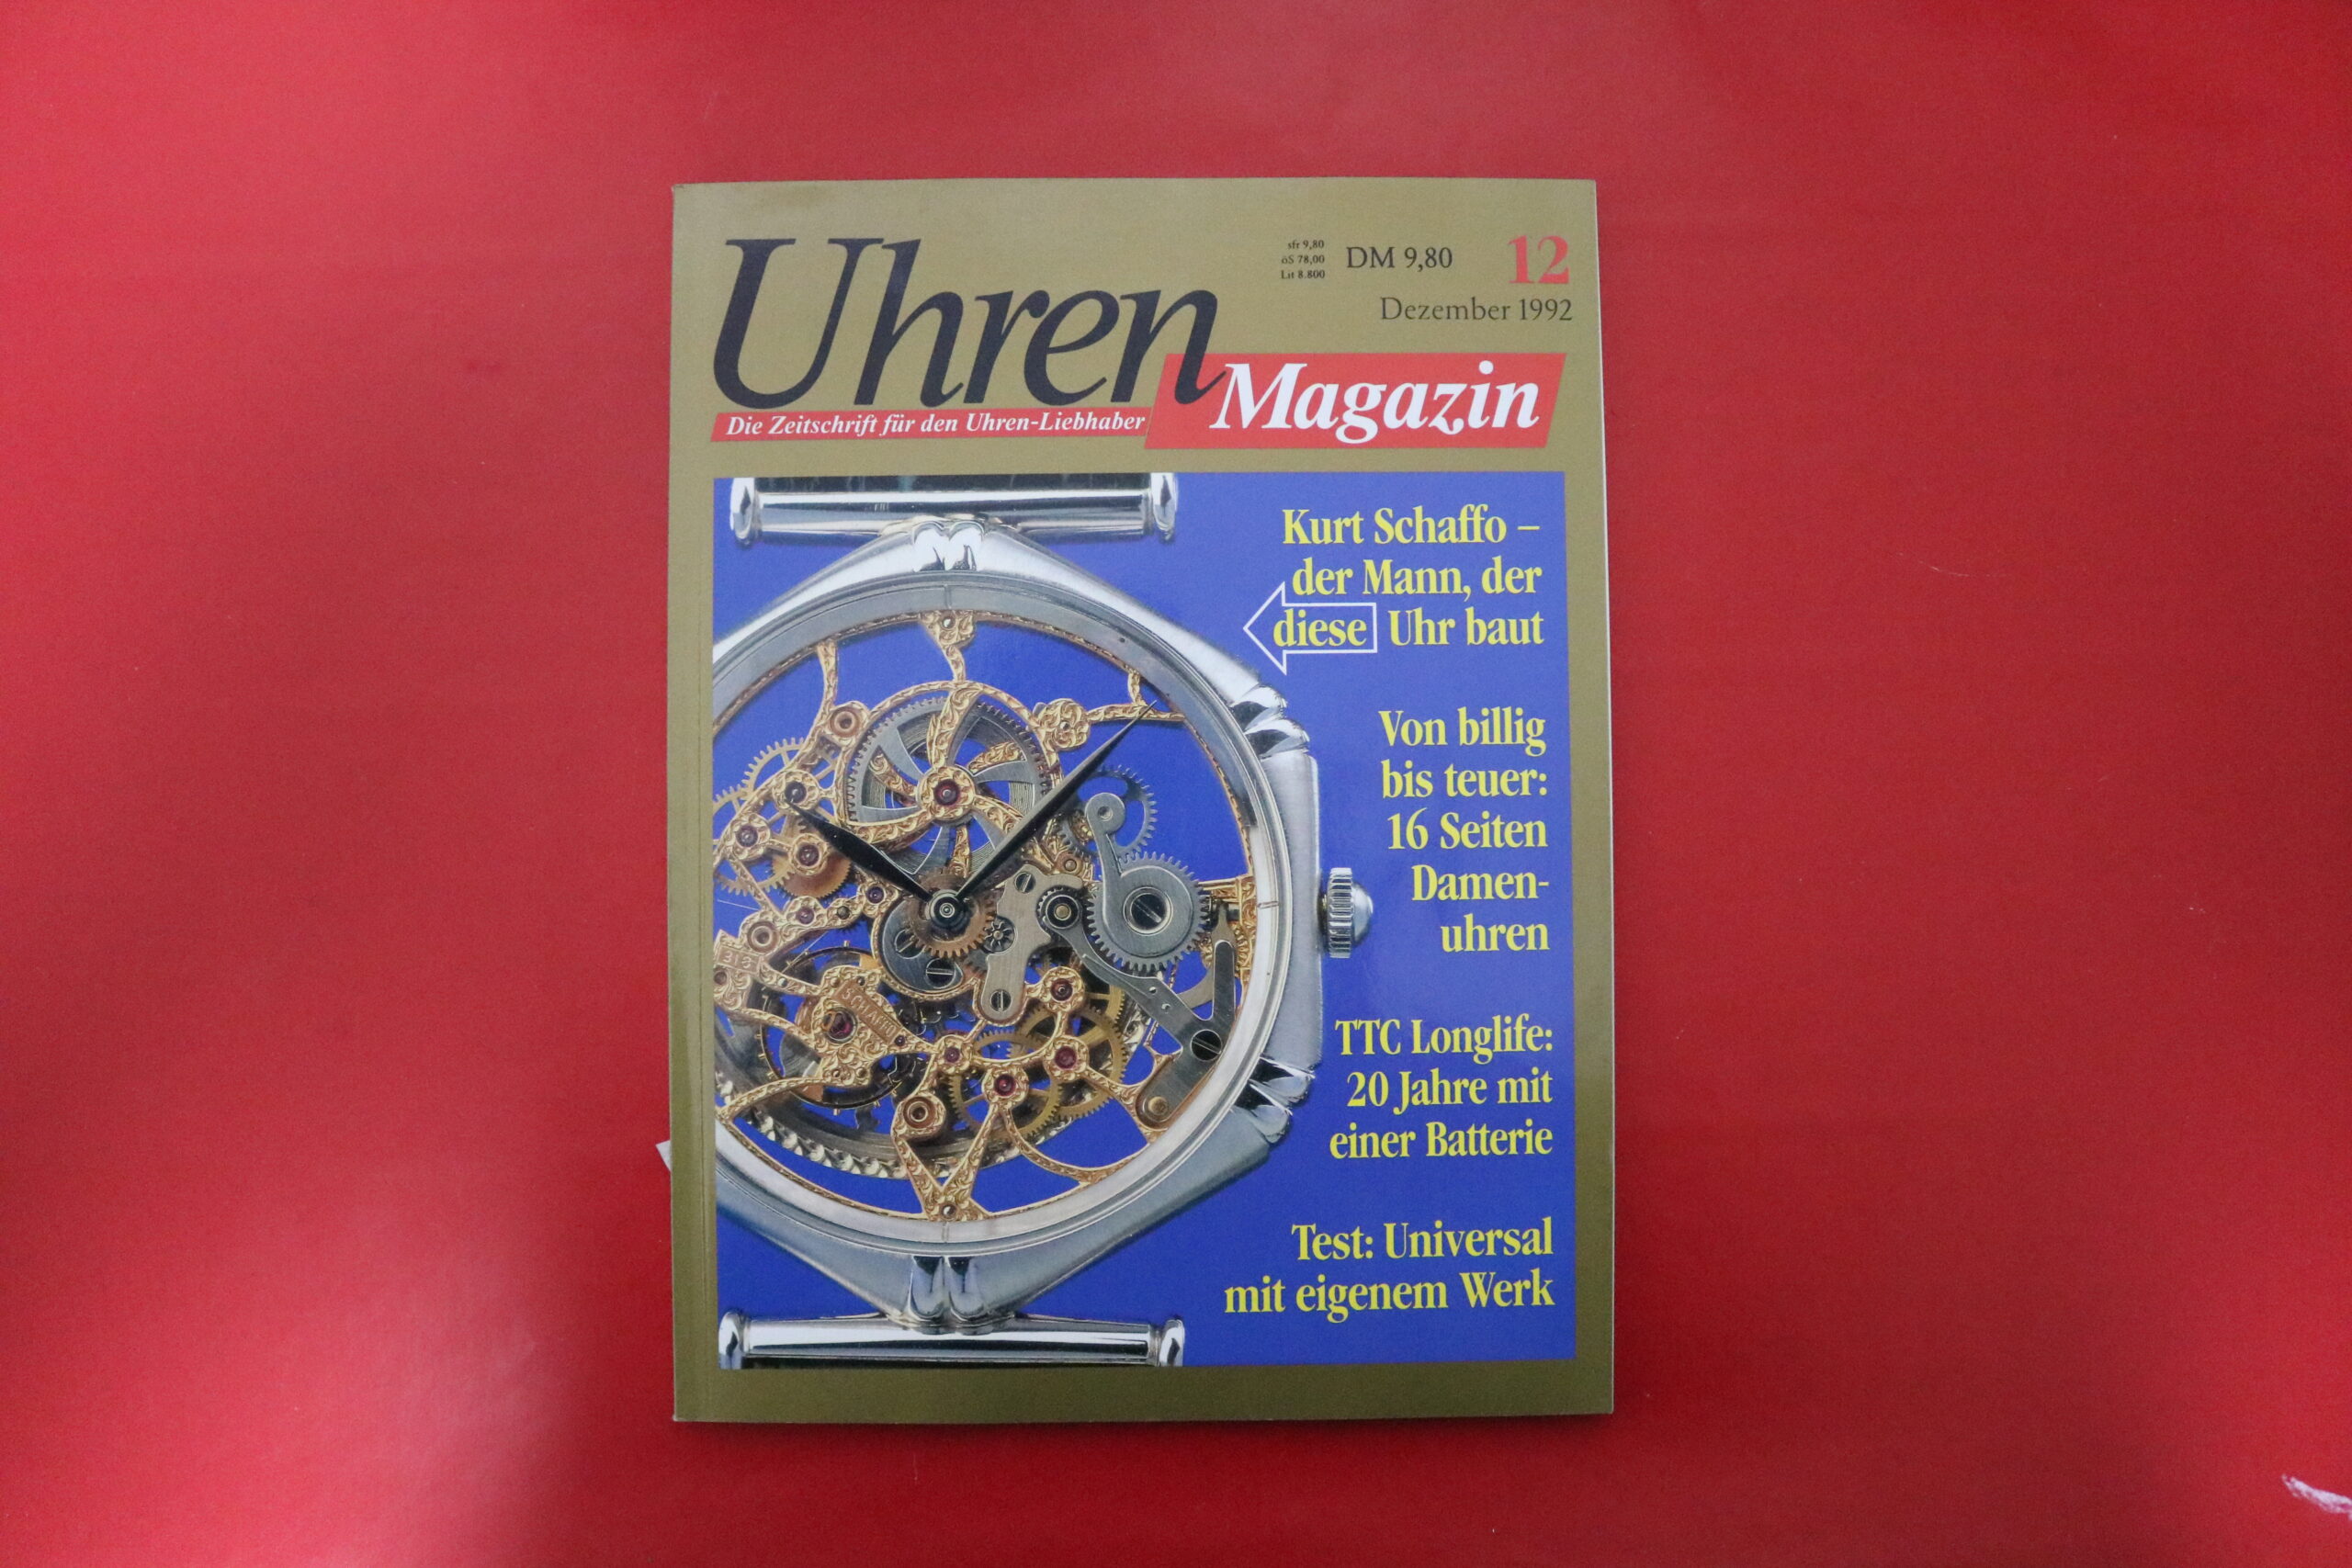 Uhren
sfr 9,80
öS 78,00
Lit 8.800
DM 9,80
12
Dezember 1992
Magazin
Die Zeitschrift für den Uhren-Liebhaber
Kurt Schaffo –
der Mann, der
diese Uhr baut
Von billig
bis teuer:
16 Seiten
Damen-
uhren
TTC Longlife:
20 Jahre mit
einer Batterie
Test: Universal
mit eigenem Werk
313
SCHAFFO